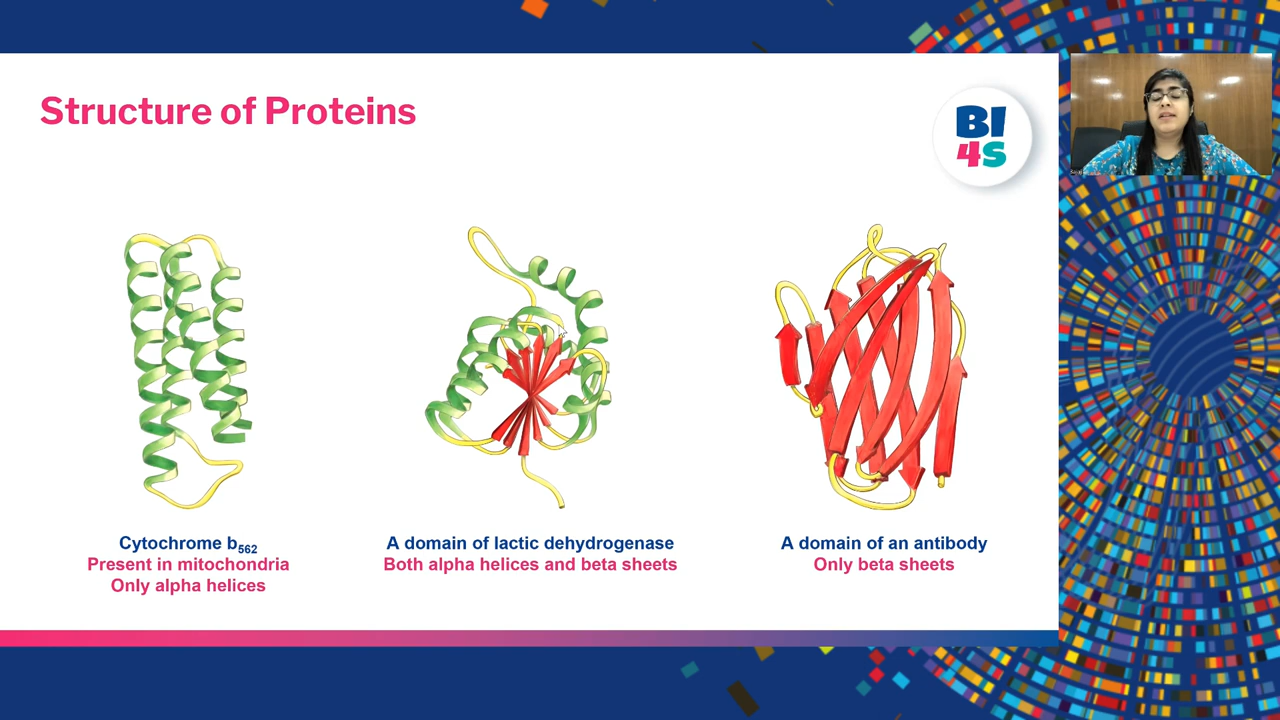 Structure of Proteins
BI
4S
Cytochrome b562
Present in mitochondria
Only alpha helices
A domain of lactic dehydrogenase
Both alpha helices and beta sheets
A domain of an antibody
Only beta sheets